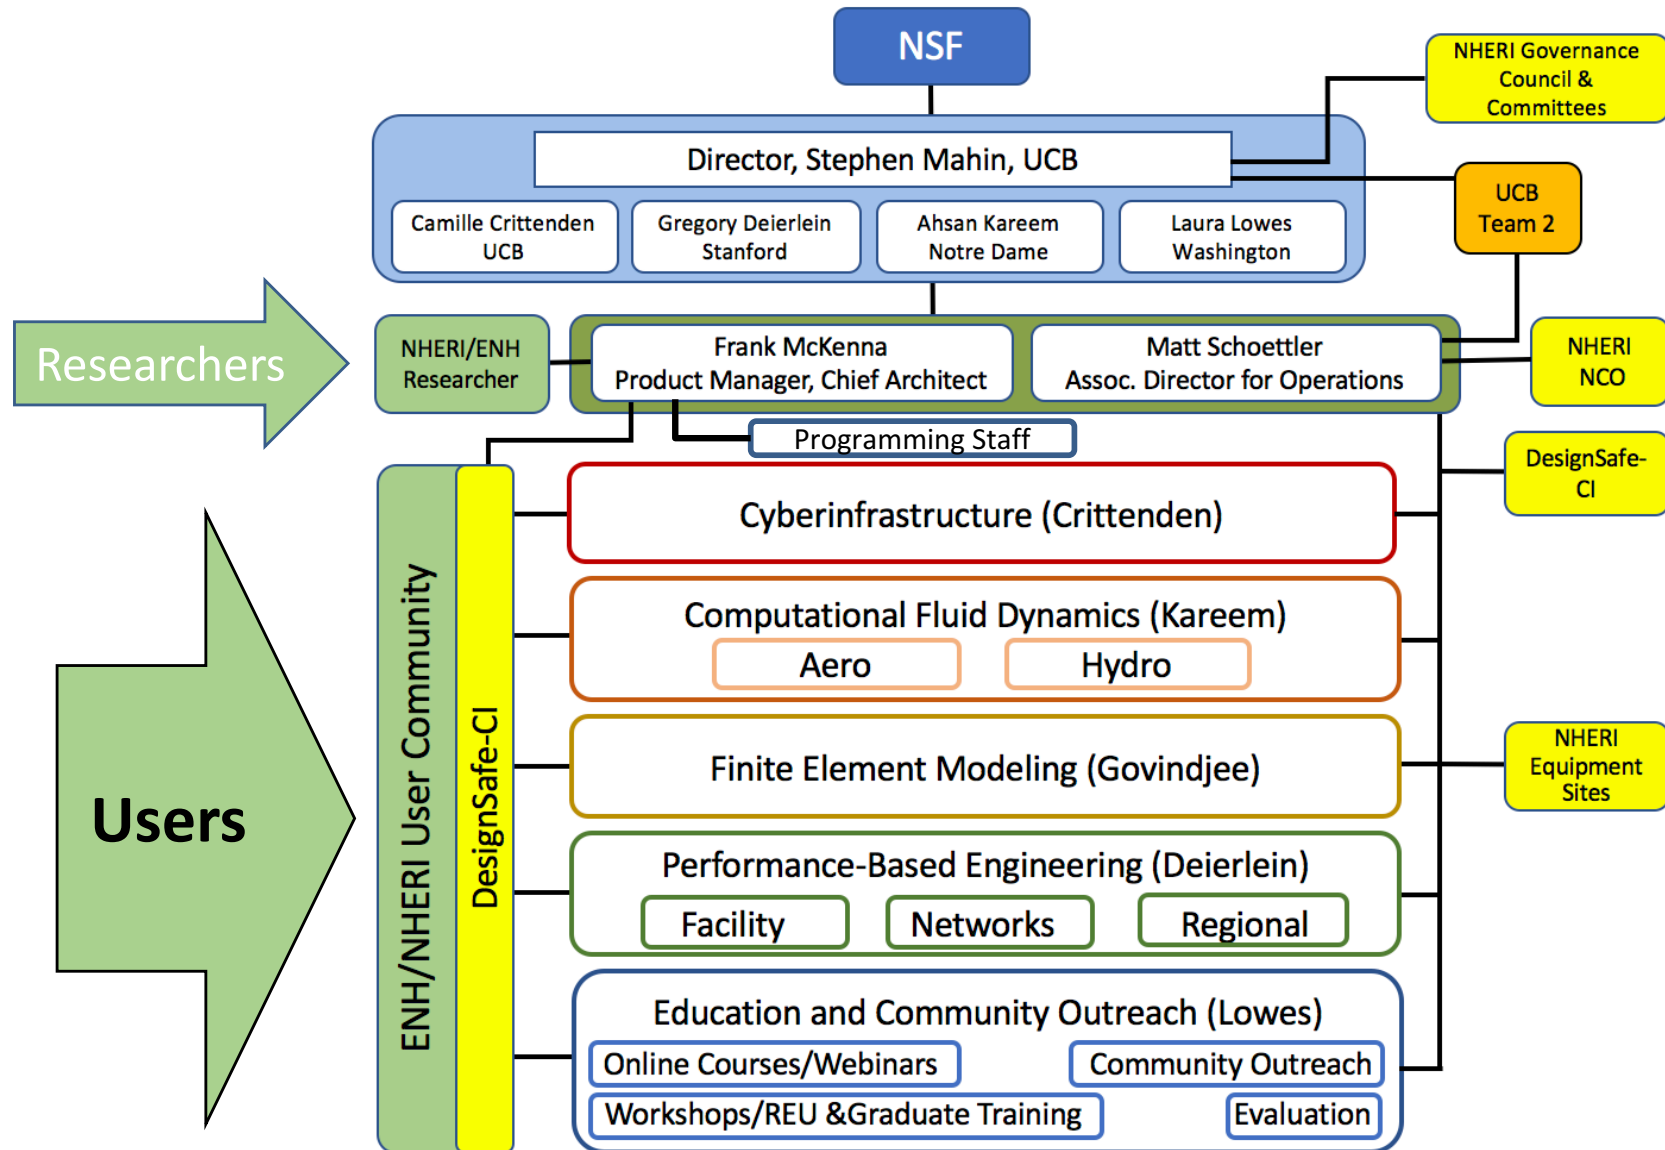 NSF
NHERI Governance
Council &
Committees
Director, Stephen Mahin, UCB
UCB
Team 2
Camille Crittenden
UCB
Gregory Deierlein
Stanford
Ahsan Kareem
Notre Dame
Laura Lowes
Washington
Researchers
NHERI/ENH
Researcher
Frank McKenna
Product Manager, Chief Architect
Matt Schoettler
Assoc. Director for Operations
NHERI
NCO
Programming Staff
DesignSafe-
CI
Users
ENH/NHERI User Community
DesignSafe-CI
Cyberinfrastructure (Crittenden)
Computational Fluid Dynamics (Kareem)
Aero
Hydro
Finite Element Modeling (Govindjee)
NHERI
Equipment
Sites
Performance-Based Engineering (Deierlein)
Facility
Networks
Regional
Education and Community Outreach (Lowes)
Online Courses/Webinars
Community Outreach
Workshops/REU &Graduate Training
Evaluation